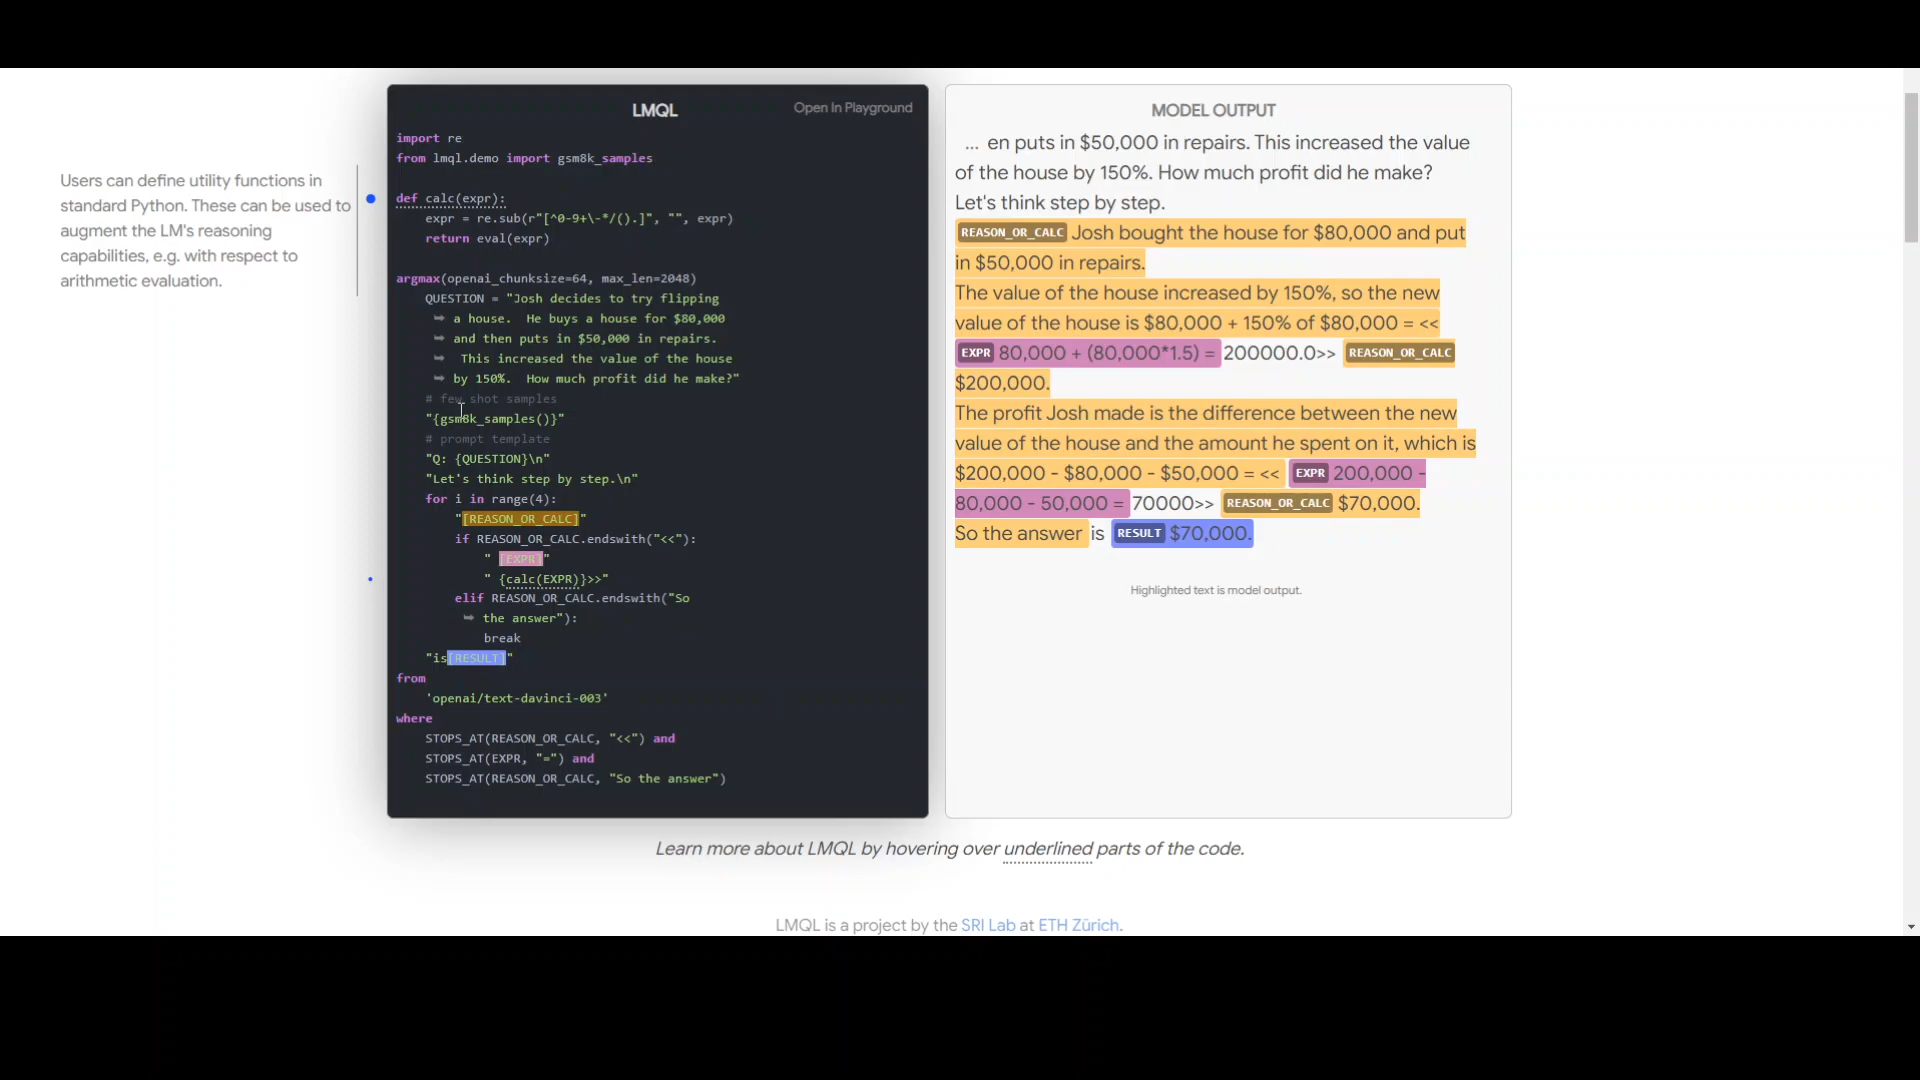 Users can define utility functions in
standard Python. These can be used to
augment the LM's reasoning
capabilities, e.g. with respect to
arithmetic evaluation.
LMQL
Open In Playground
import re
from lmql.demo import gsm8k_samples
def calc(expr):
expr = re.sub(r"[^0-9+\-*/().]", "", expr)
return eval(expr)
argmax(openai_chunksize=64, max_len=2048)
QUESTION = "Josh decides to try flipping
➥ a house.  He buys a house for $80,000
➥ and then puts in $50,000 in repairs.
➥  This increased the value of the house
➥ by 150%.  How much profit did he make?"
# few shot samples
"{gsm8k_samples()}"
# prompt template
"Q: {QUESTION}\n"
"Let's think step by step.\n"
for i in range(4):
"[REASON_OR_CALC]"
if REASON_OR_CALC.endswith("<<"):
" [EXPR]"
" {calc(EXPR)}>>"
elif REASON_OR_CALC.endswith("So
➥ the answer"):
break
"is[RESULT]"
from
'openai/text-davinci-003'
where
STOPS_AT(REASON_OR_CALC, "<<") and
STOPS_AT(EXPR, "=") and
STOPS_AT(REASON_OR_CALC, "So the answer")
MODEL OUTPUT
... en puts in $50,000 in repairs. This increased the value
of the house by 150%. How much profit did he make?
Let's think step by step.
REASON_OR_CALC Josh bought the house for $80,000 and put
in $50,000 in repairs.
The value of the house increased by 150%, so the new
value of the house is $80,000 + 150% of $80,000 = <<
EXPR 80,000 + (80,000*1.5) = 200000.0>> REASON_OR_CALC
$200,000.
The profit Josh made is the difference between the new
value of the house and the amount he spent on it, which is
$200,000 - $80,000 - $50,000 = << EXPR 200,000 -
80,000 - 50,000 = 70000>> REASON_OR_CALC $70,000.
So the answer is RESULT $70,000.
Highlighted text is model output.
Learn more about LMQL by hovering over underlined parts of the code.
LMQL is a project by the SRI Lab at ETH Zürich.